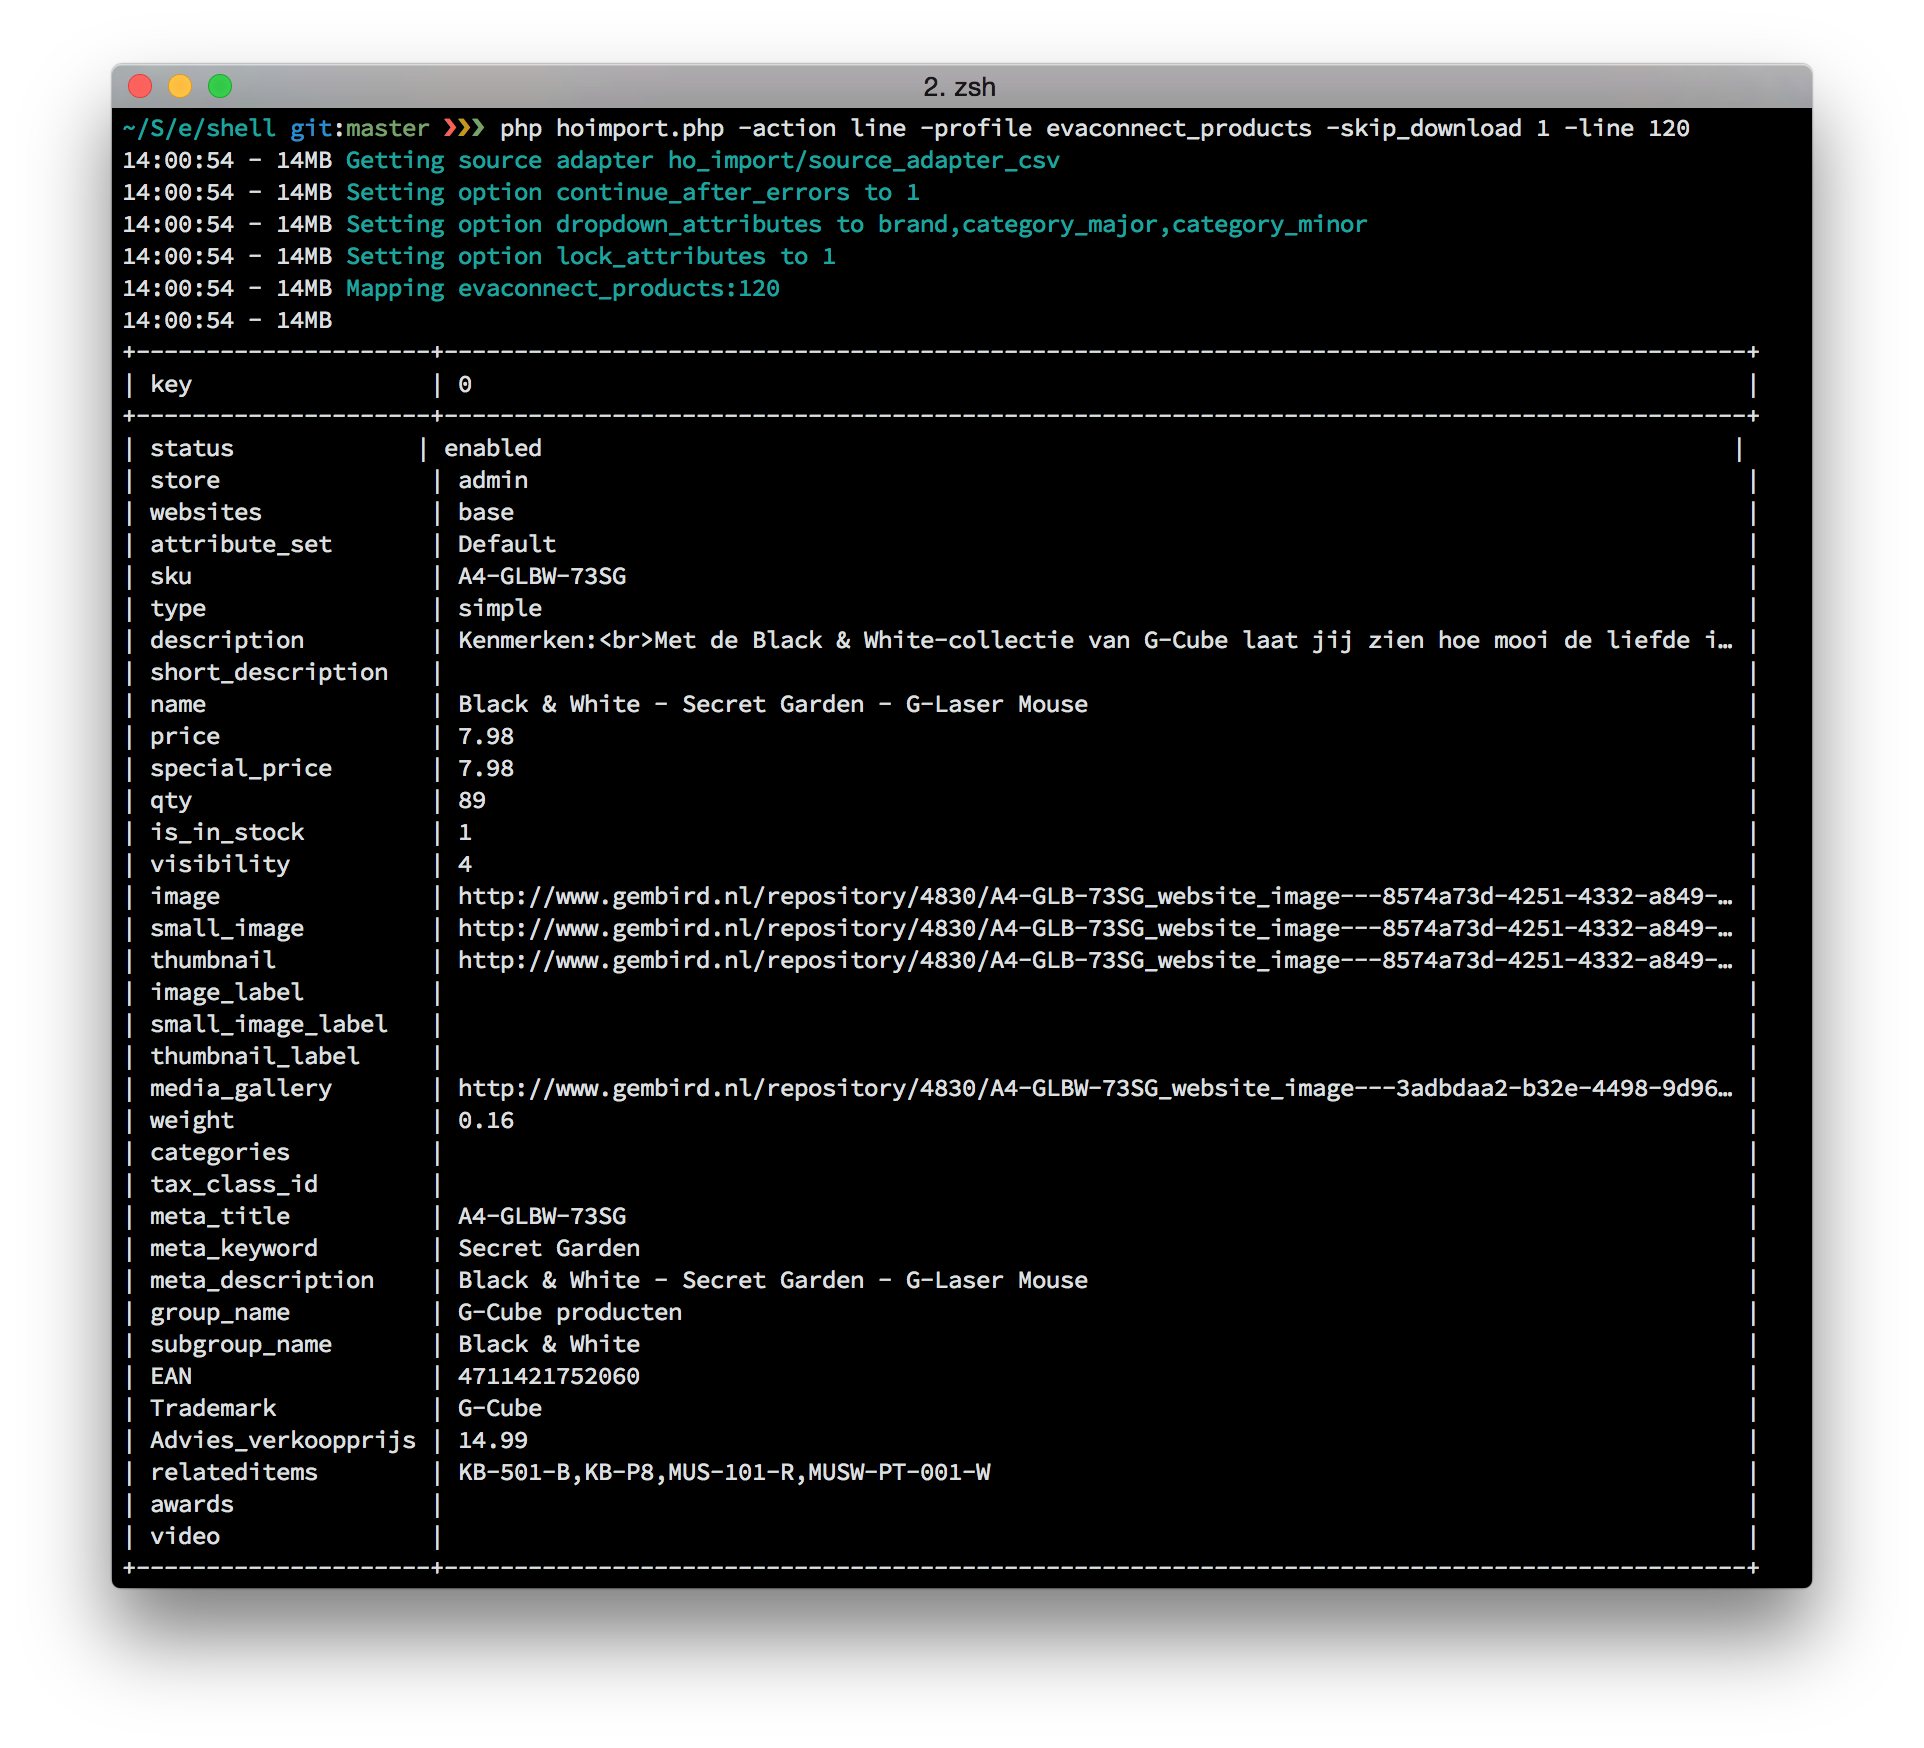 2. zsh
~/S/e/shell git:master ❯❯❯ php hoimport.php -action line -profile evaconnect_products -skip_download 1 -line 120
14:00:54 - 14MB Getting source adapter ho_import/source_adapter_csv
14:00:54 - 14MB Setting option continue_after_errors to 1
14:00:54 - 14MB Setting option dropdown_attributes to brand,category_major,category_minor
14:00:54 - 14MB Setting option lock_attributes to 1
14:00:54 - 14MB Mapping evaconnect_products:120
14:00:54 - 14MB
+---------------------+---------------------------------------------------------------------------------------------+
| key                 | 0                                                                                           |
+---------------------+---------------------------------------------------------------------------------------------+
| status             | enabled                                                                                     |
| store               | admin                                                                                       |
| websites            | base                                                                                        |
| attribute_set       | Default                                                                                     |
| sku                 | A4-GLBW-73SG                                                                                |
| type                | simple                                                                                      |
| description         | Kenmerken:<br>Met de Black & White-collectie van G-Cube laat jij zien hoe mooi de liefde i… |
| short_description   |                                                                                             |
| name                | Black & White - Secret Garden - G-Laser Mouse                                               |
| price               | 7.98                                                                                        |
| special_price       | 7.98                                                                                        |
| qty                 | 89                                                                                          |
| is_in_stock         | 1                                                                                           |
| visibility          | 4                                                                                           |
| image               | http://www.gembird.nl/repository/4830/A4-GLB-73SG_website_image---8574a73d-4251-4332-a849-… |
| small_image         | http://www.gembird.nl/repository/4830/A4-GLB-73SG_website_image---8574a73d-4251-4332-a849-… |
| thumbnail           | http://www.gembird.nl/repository/4830/A4-GLB-73SG_website_image---8574a73d-4251-4332-a849-… |
| image_label         |                                                                                             |
| small_image_label   |                                                                                             |
| thumbnail_label     |                                                                                             |
| media_gallery       | http://www.gembird.nl/repository/4830/A4-GLBW-73SG_website_image---3adbdaa2-b32e-4498-9d96… |
| weight              | 0.16                                                                                        |
| categories          |                                                                                             |
| tax_class_id        |                                                                                             |
| meta_title          | A4-GLBW-73SG                                                                                |
| meta_keyword        | Secret Garden                                                                               |
| meta_description    | Black & White - Secret Garden - G-Laser Mouse                                               |
| group_name          | G-Cube producten                                                                            |
| subgroup_name       | Black & White                                                                               |
| EAN                 | 4711421752060                                                                               |
| Trademark           | G-Cube                                                                                      |
| Advies_verkoopprijs | 14.99                                                                                       |
| relateditems        | KB-501-B,KB-P8,MUS-101-R,MUSW-PT-001-W                                                      |
| awards              |                                                                                             |
| video               |                                                                                             |
+---------------------+---------------------------------------------------------------------------------------------+